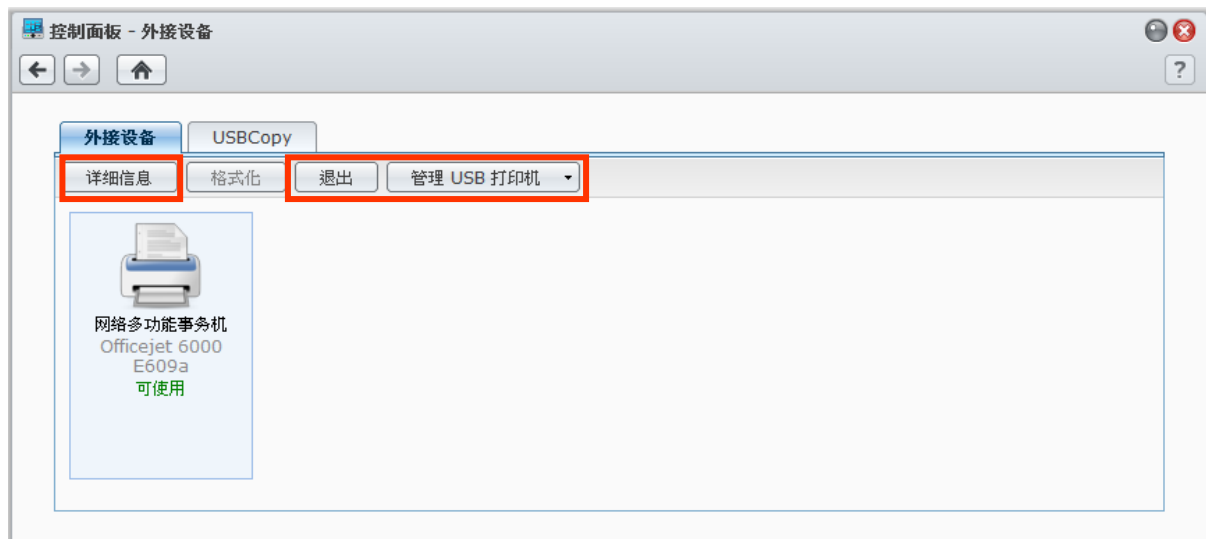 控制面板 - 外接设备
?
外接设备 USBCopy
详细信息 格式化 退出 管理 USB 打印机
网络多功能事务机
Officejet 6000
E609a
可使用